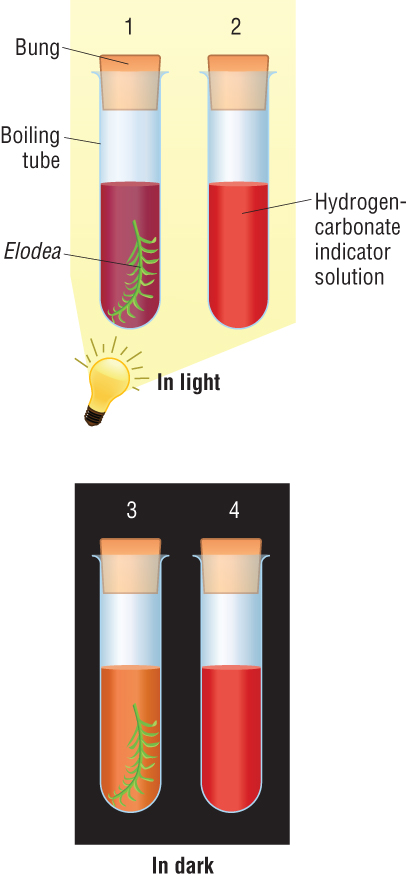 1 2
Bung
Boiling
tube
Elodea
Hydrogen-
carbonate
indicator
solution
In light
3 4
In dark